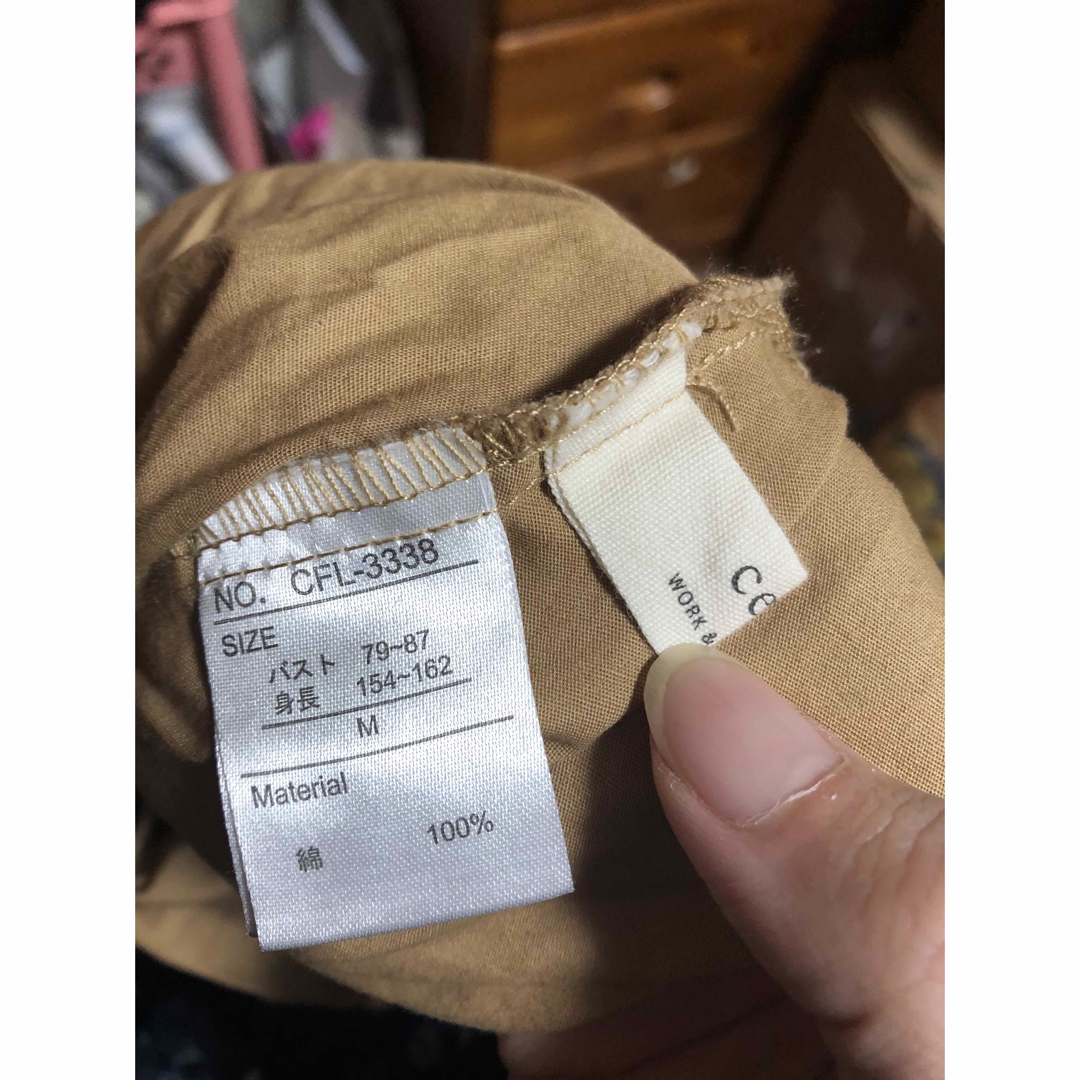 NO. CFL-3338
SIZE
バスト 79~87
身長 154~162
M
Material
綿 100%
ce
WORK &